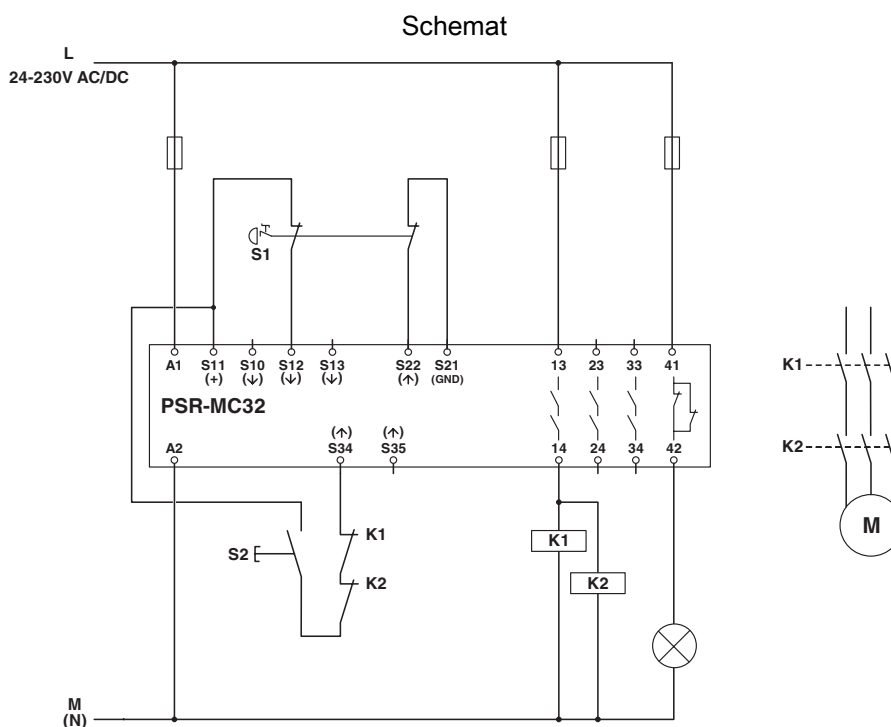 Schemat
L
24-230V AC/DC
S1
A1 S11 S10 S12 S13 S22 S21 13 23 33 41
(+) (↓) (↓) (↓) (↑) (GND)
PSR-MC32
(↑) (↑)
A2 S34 S35 14 24 34 42
K1
K2
S2
K1
K2
K1
K2
M
M
(N)